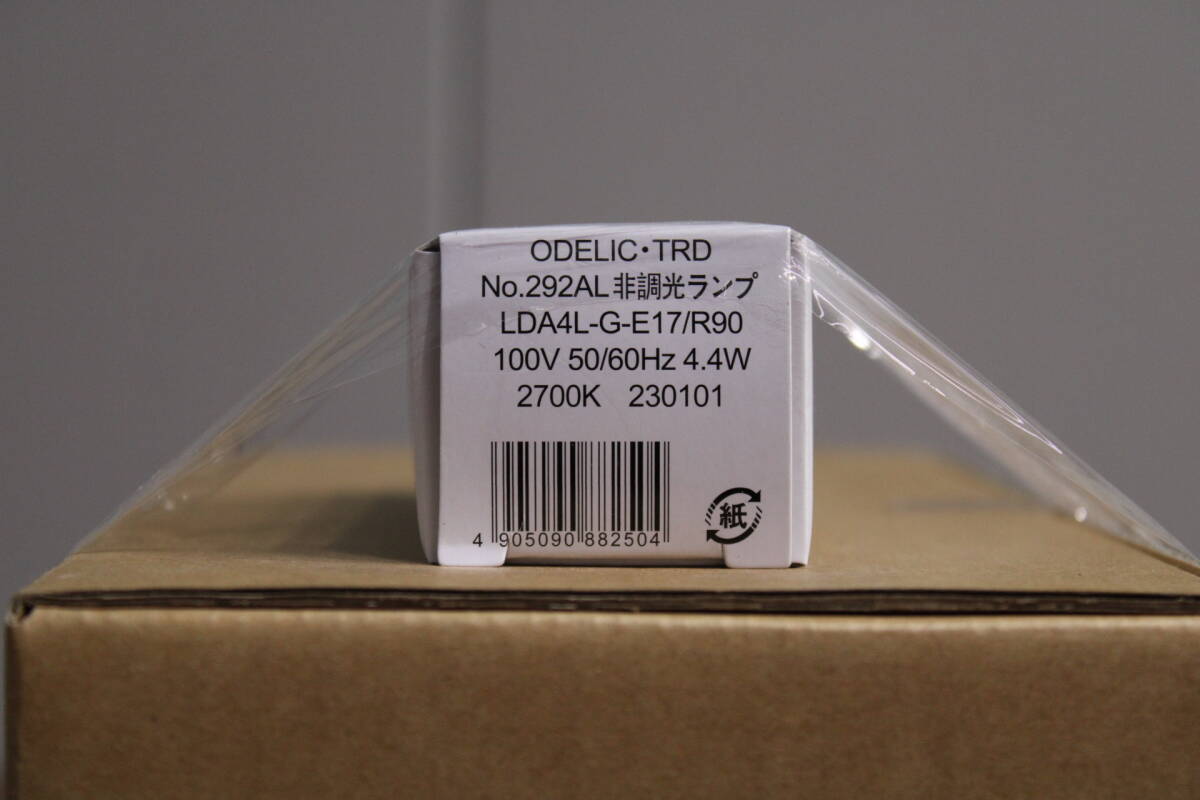 ODELIC・TRD
No.292AL 非調光ランプ
LDA4L-G-E17/R90
100V 50/60Hz 4.4W
2700K 230101
4 905090 882504
紙